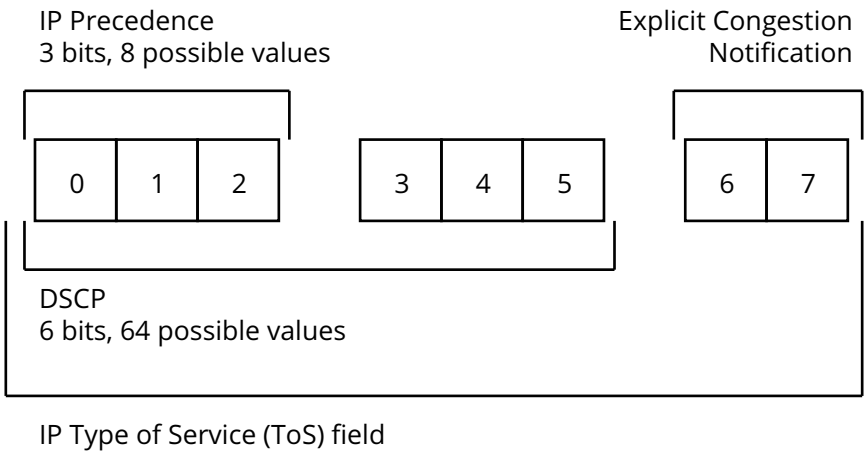 IP Precedence
3 bits, 8 possible values
Explicit Congestion
Notification
0 1 2 3 4 5 6 7
DSCP
6 bits, 64 possible values
IP Type of Service (ToS) field